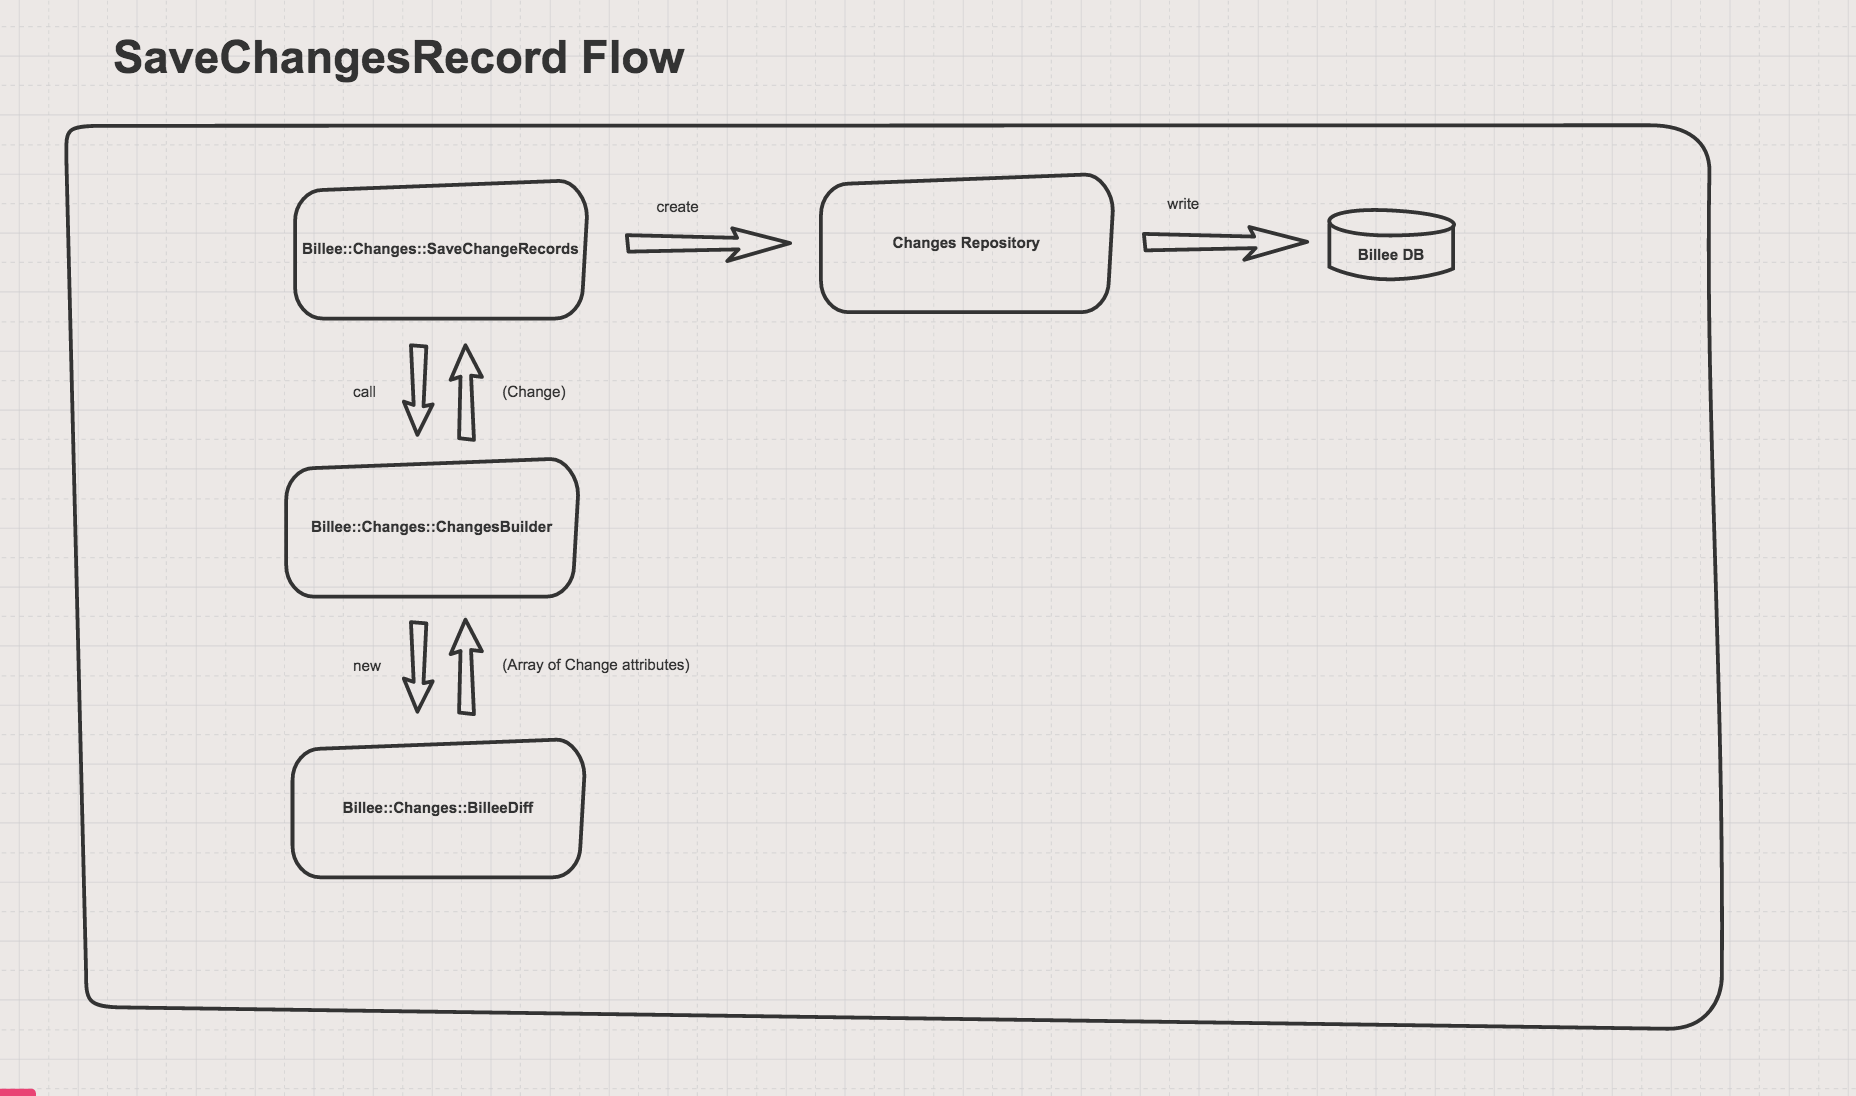 SaveChangesRecord Flow
create
write
Billee::Changes::SaveChangeRecords
Changes Repository
Billee DB
call
(Change)
Billee::Changes::ChangesBuilder
new
(Array of Change attributes)
Billee::Changes::BilleeDiff